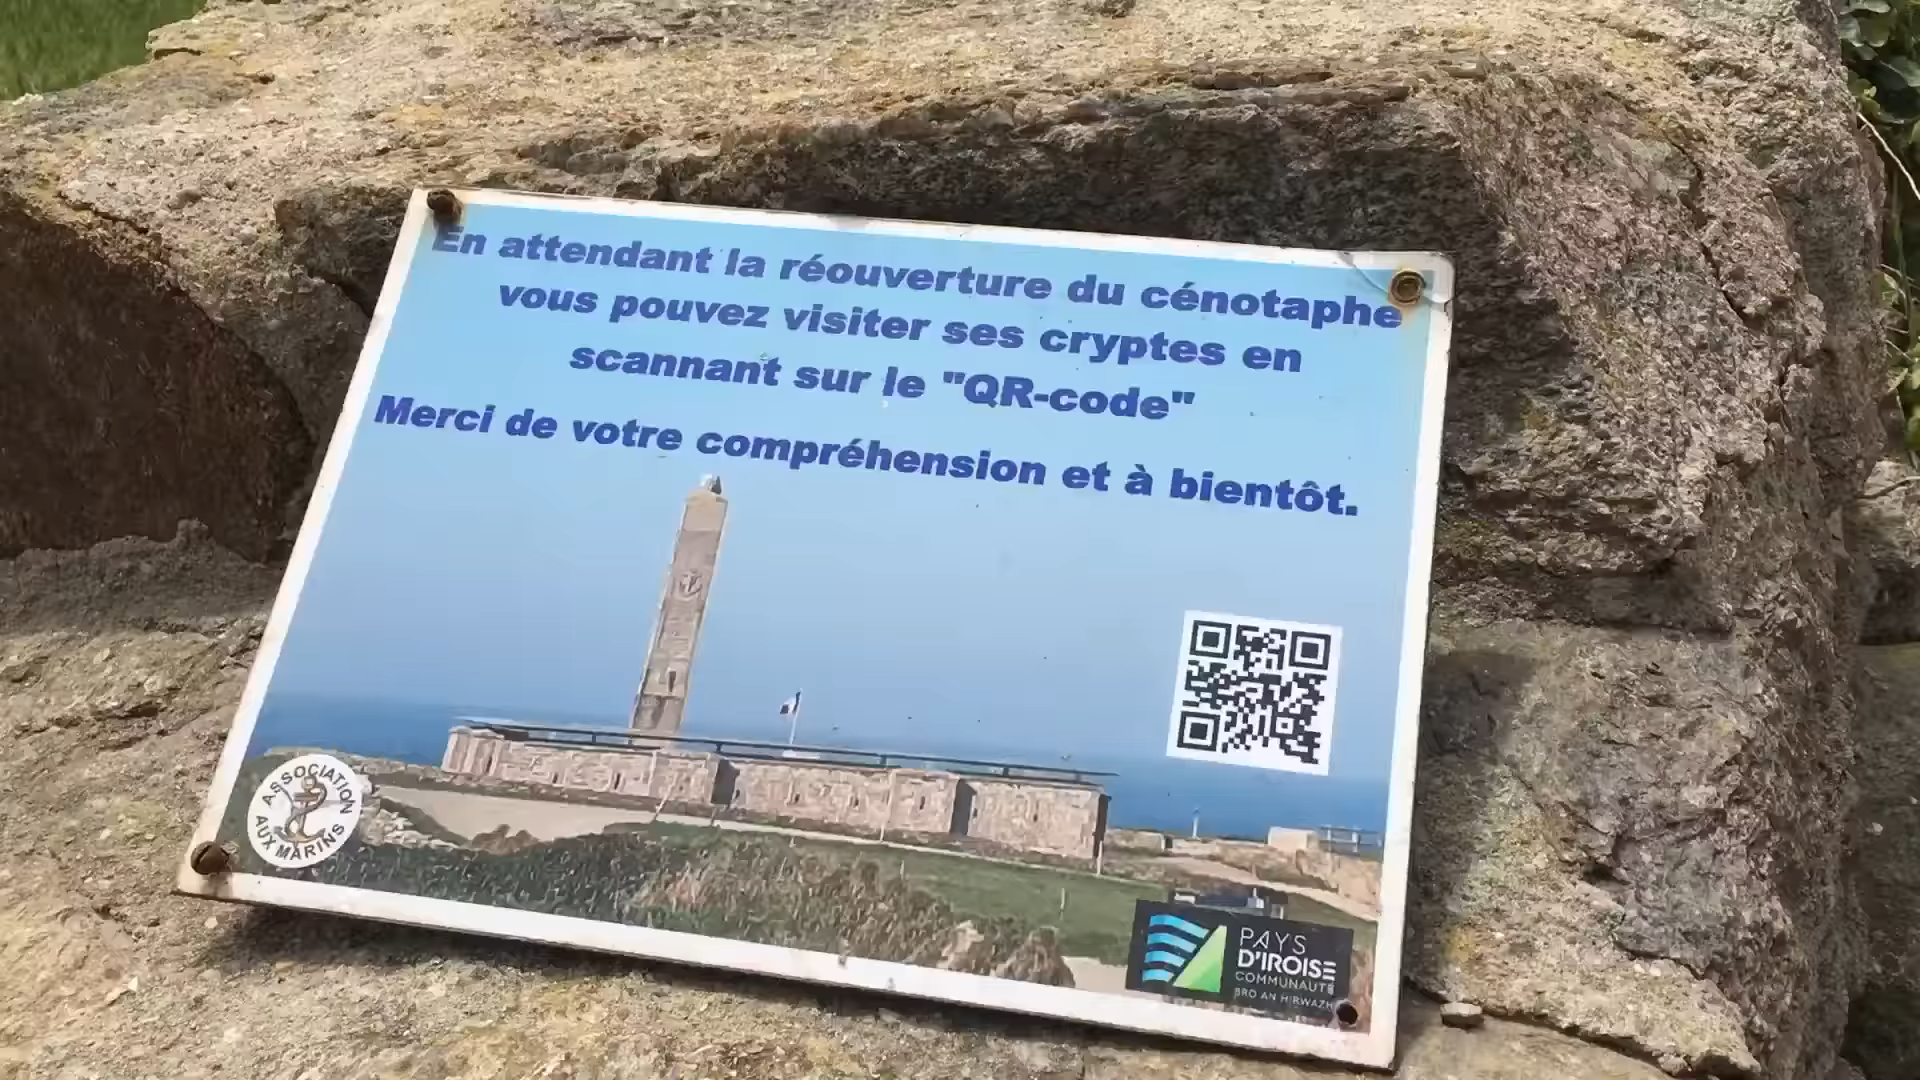 En attendant la réouverture du cénotaphe
vous pouvez visiter ses cryptes en
scannant sur le "QR-code"
Merci de votre compréhension et à bientôt.
ASSOCIATION
AUX MARINS
PAYS
D'IROISE
COMMUNAUTÉ
BRO AN HIRWAZH